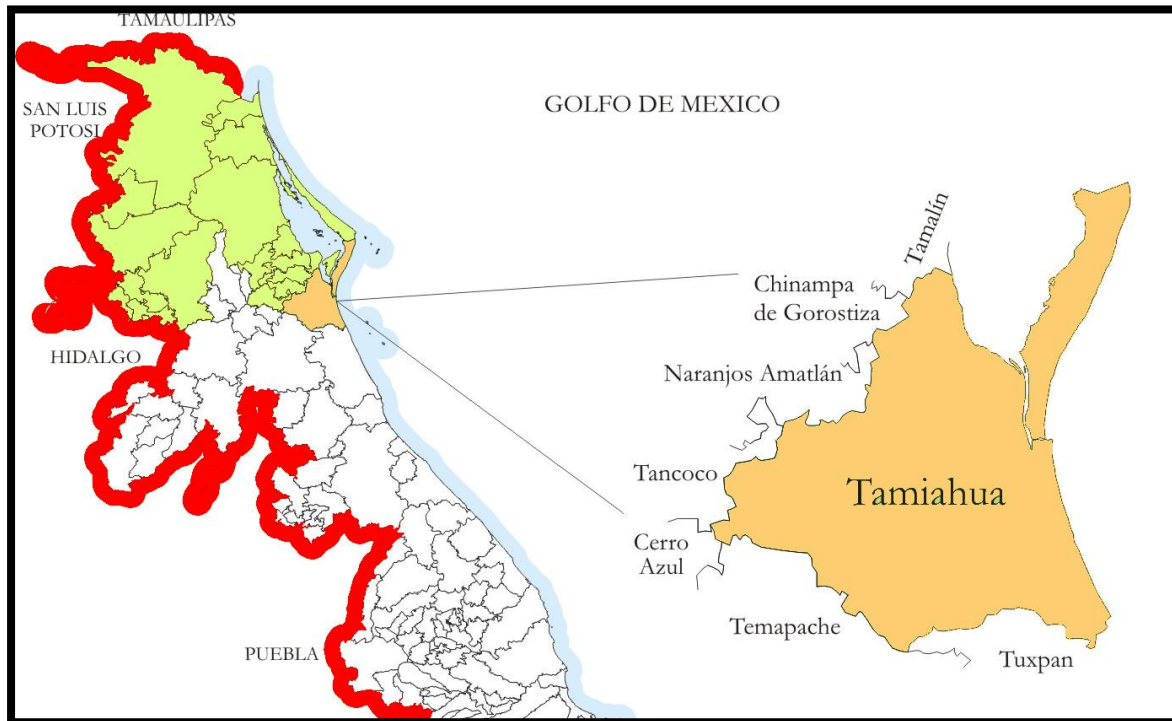 TAMAULIPAS
SAN LUIS
POTOSI
GOLFO DE MEXICO
HIDALGO
PUEBLA
Tamalín
Chinampa
de Gorostiza
Naranjos Amatlán
Tancoco
Tamiahua
Cerro
Azul
Temapache
Tuxpan